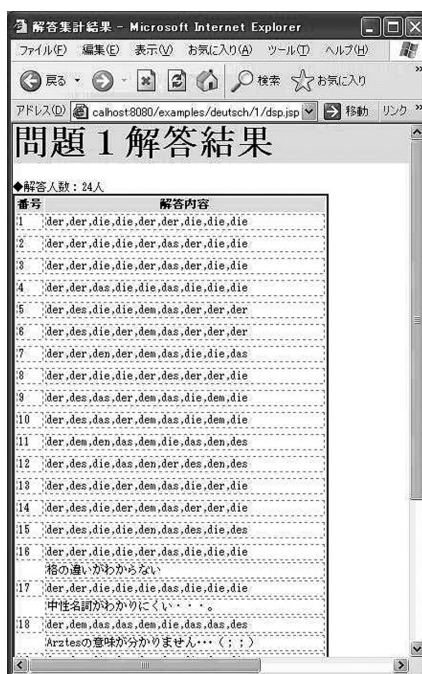 解答集計結果 - Microsoft Internet Explorer
ファイル(F) 編集(E) 表示(V) お気に入り(A) ツール(T) ヘルプ(H)
戻る 検索 お気に入り
アドレス(D) calhost:8080/examples/deutsch/1/dsp.jsp 移動 リンク
問題１解答結果
◆解答人数：24人
番号 解答内容
1 der,der,die,die,der,der,die,die,die
2 der,der,die,die,der,das,der,die,die
3 der,der,die,die,der,das,der,die,die
4 der,der,das,die,die,das,die,die,die
5 der,des,die,die,dem,das,der,der,der
6 der,des,die,der,dem,das,der,der,der
7 der,der,den,der,dem,das,die,die,das
8 der,der,die,die,der,des,der,der,die
9 der,des,das,der,dem,das,die,dem,die
10 der,des,das,der,dem,das,die,dem,die
11 der,dem,den,das,dem,die,das,den,des
12 der,des,die,das,den,der,des,den,des
13 der,des,das,die,der,dem,die,der,die
14 der,des,das,der,dem,das,die,der,die
15 der,des,die,die,den,das,des,die,des
16 der,der,die,die,der,das,die,die,die
格の違いがわからない
17 der,der,die,die,die,das,die,die,die
中性名詞がわかりにくい・・・。
18 der,dem,das,das,dem,die,das,das,des
Arztesの意味が分かりません…（；；）